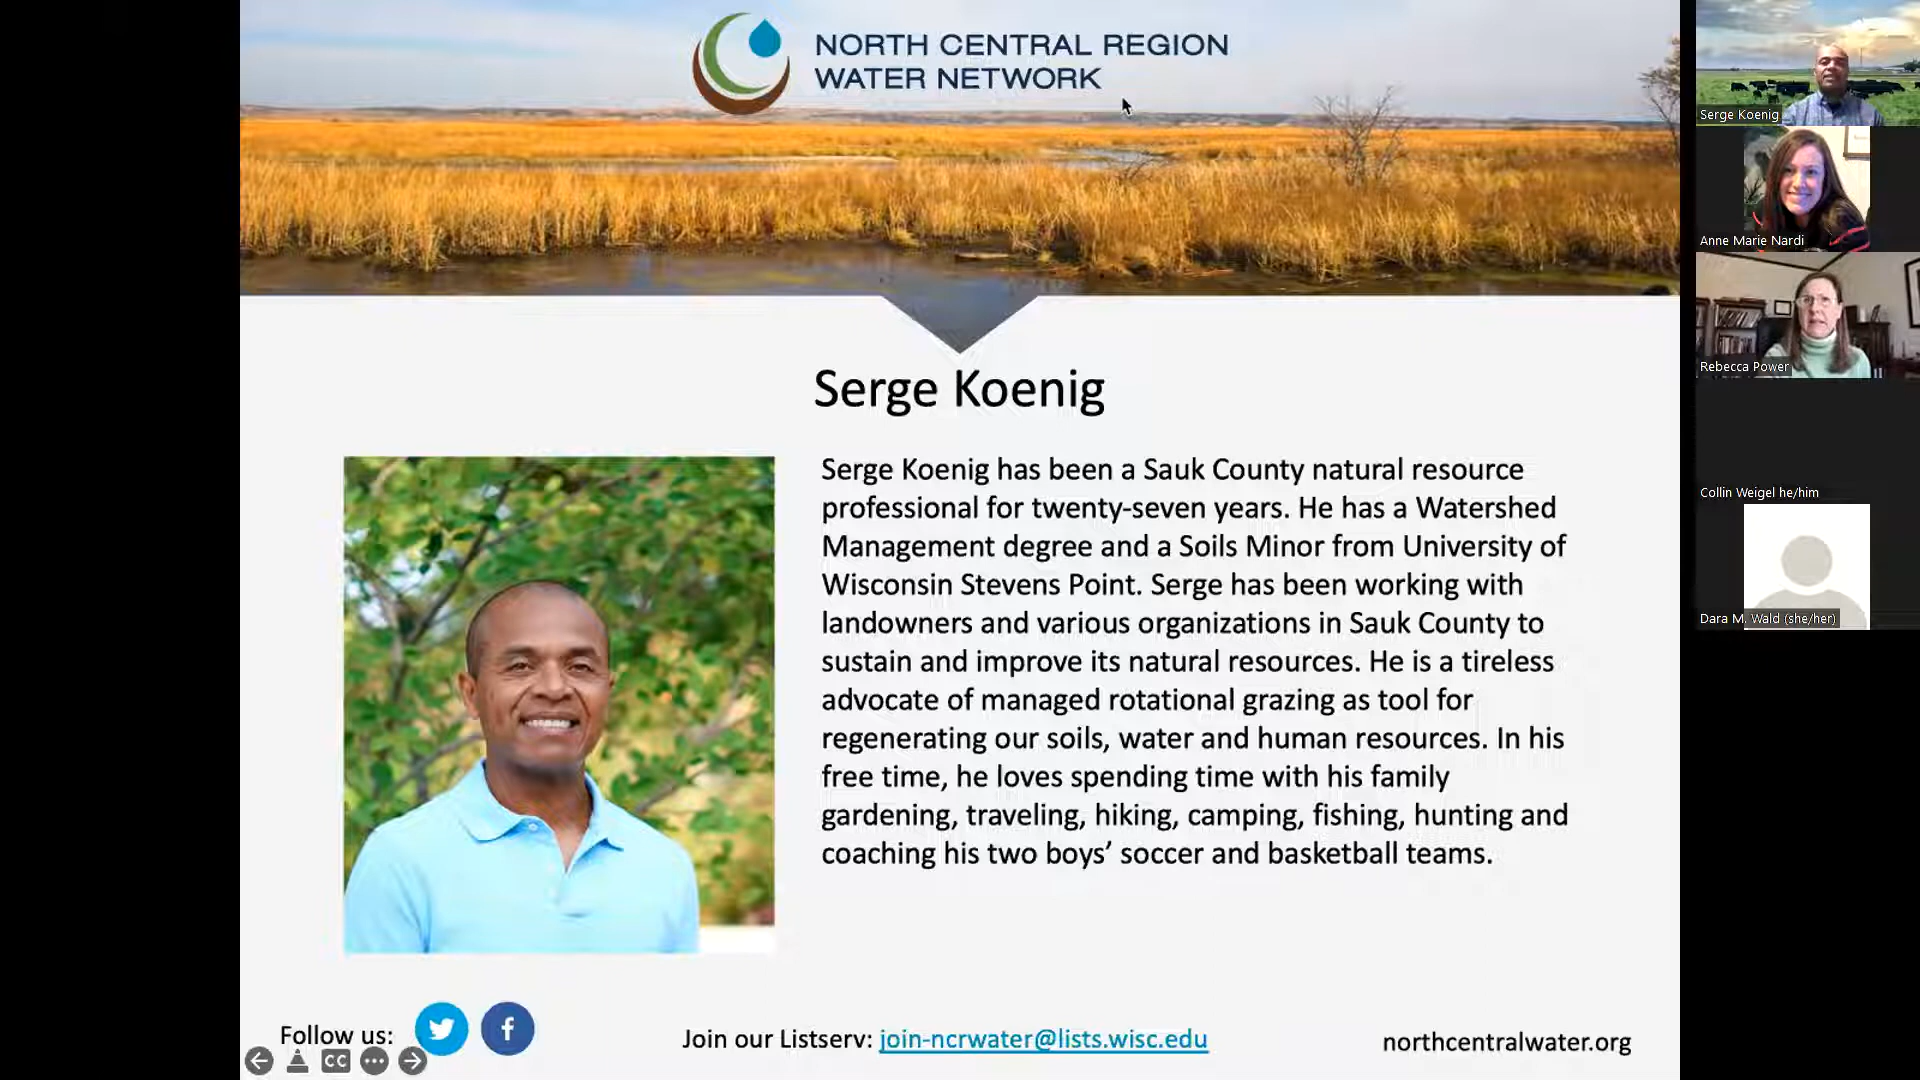 NORTH CENTRAL REGION
WATER NETWORK
Serge Koenig
Serge Koenig has been a Sauk County natural resource
professional for twenty-seven years. He has a Watershed
Management degree and a Soils Minor from University of
Wisconsin Stevens Point. Serge has been working with
landowners and various organizations in Sauk County to
sustain and improve its natural resources. He is a tireless
advocate of managed rotational grazing as tool for
regenerating our soils, water and human resources. In his
free time, he loves spending time with his family
gardening, traveling, hiking, camping, fishing, hunting and
coaching his two boys’ soccer and basketball teams.
Follow us:
Join our Listserv: join-ncrwater@lists.wisc.edu
northcentralwater.org
CC
Serge Koenig
Anne Marie Nardi
Rebecca Power
Collin Weigel he/him
Dara M. Wald (she/her)